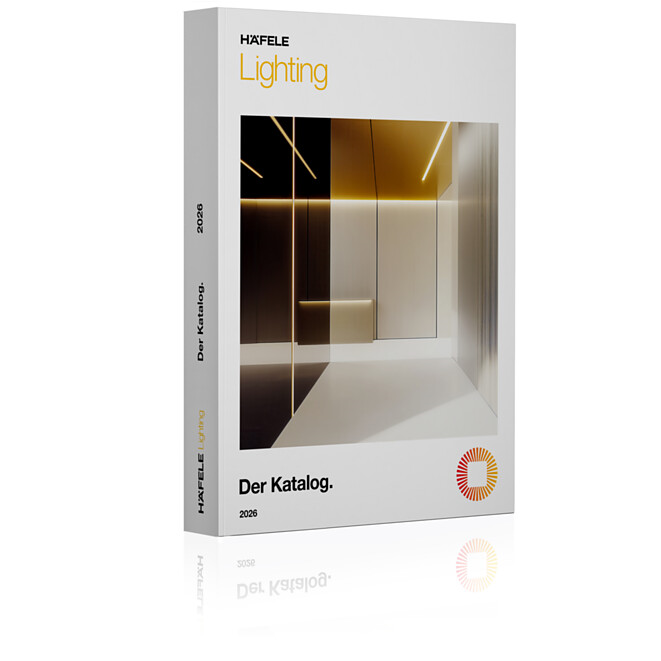 HÄFELE
Lighting
Der Katalog.
2026
HÄFELE Lighting Der Katalog. 2026